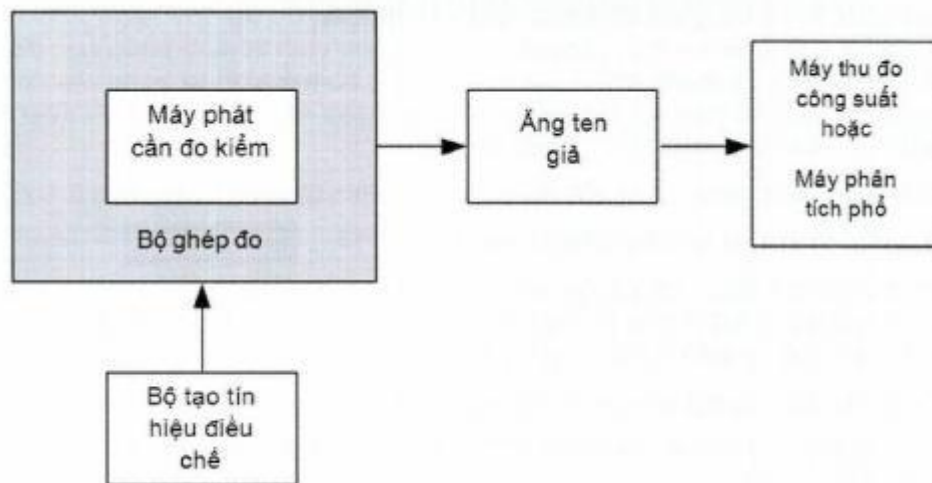 Máy phát
cần đo kiểm
Bộ ghép đo
Ăng ten
giả
Máy thu đo
công suất
hoặc
Máy phân
tích phổ
Bộ tạo tín
hiệu điều
chế